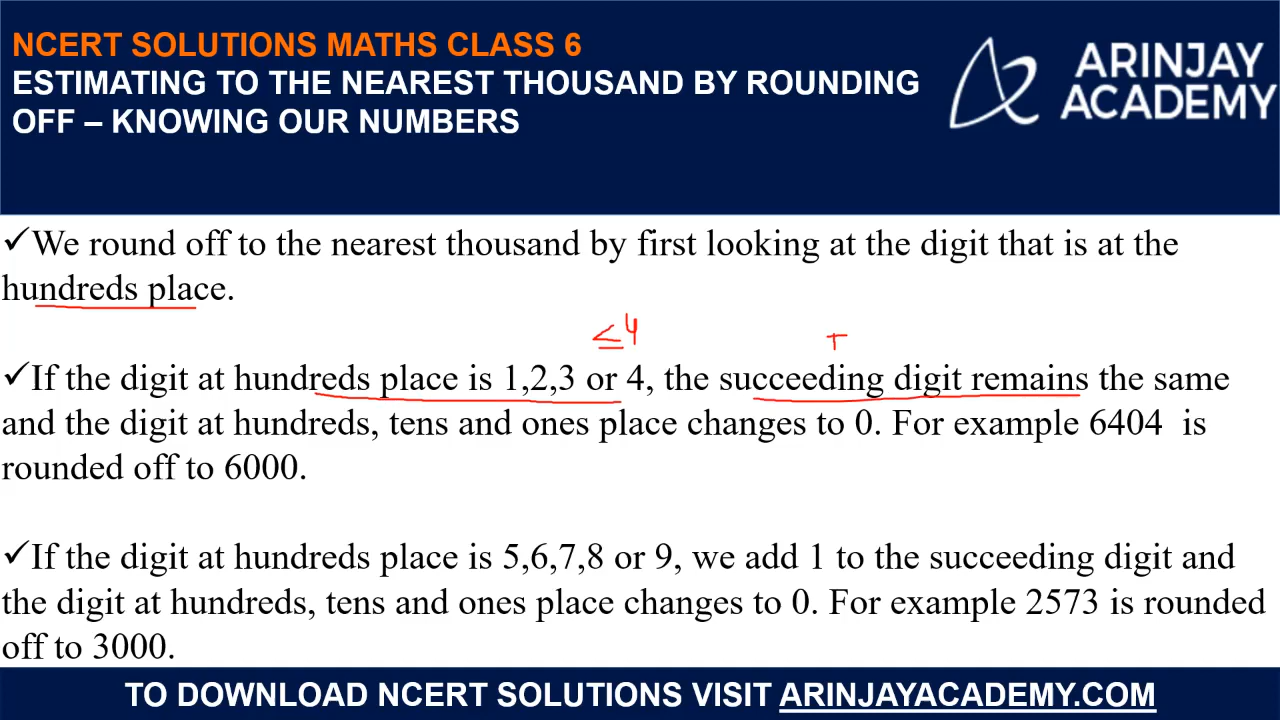 NCERT SOLUTIONS MATHS CLASS 6
ESTIMATING TO THE NEAREST THOUSAND BY ROUNDING
OFF – KNOWING OUR NUMBERS
ARINJAY
ACADEMY
✓We round off to the nearest thousand by first looking at the digit that is at the
hundreds place.
≤4
✓If the digit at hundreds place is 1,2,3 or 4, the succeeding digit remains the same
and the digit at hundreds, tens and ones place changes to 0. For example 6404 is
rounded off to 6000.
✓If the digit at hundreds place is 5,6,7,8 or 9, we add 1 to the succeeding digit and
the digit at hundreds, tens and ones place changes to 0. For example 2573 is rounded
off to 3000.
TO DOWNLOAD NCERT SOLUTIONS VISIT ARINJAYACADEMY.COM